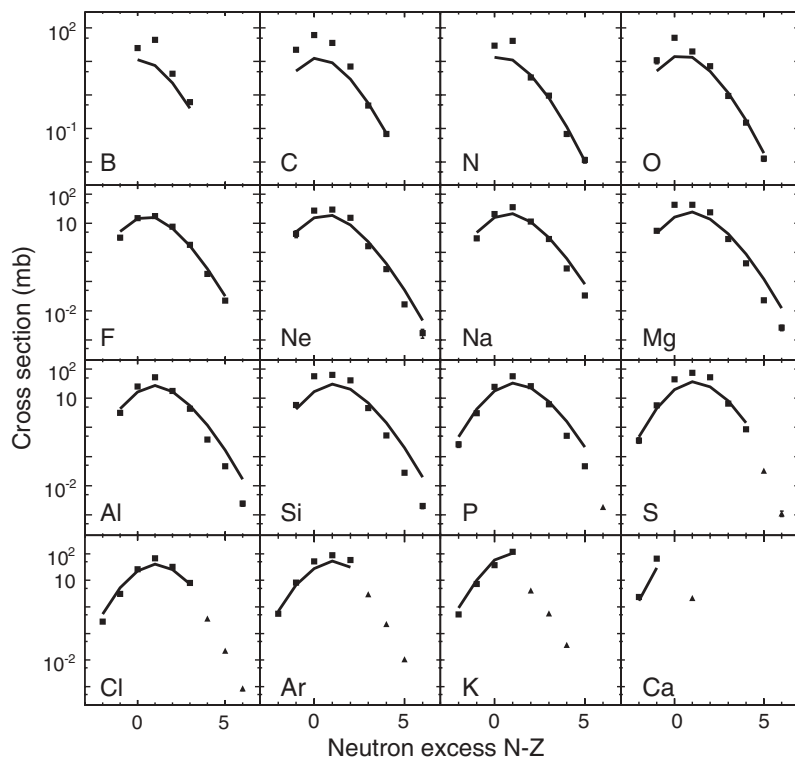 10²
10⁻¹
B
C
N
O
10²
10
10⁻²
F
Ne
Na
Mg
Cross section (mb)
10²
10
10⁻²
Al
Si
P
S
10²
10
10⁻²
Cl
Ar
K
Ca
0 5 0 5 0 5 0 5
Neutron excess N-Z